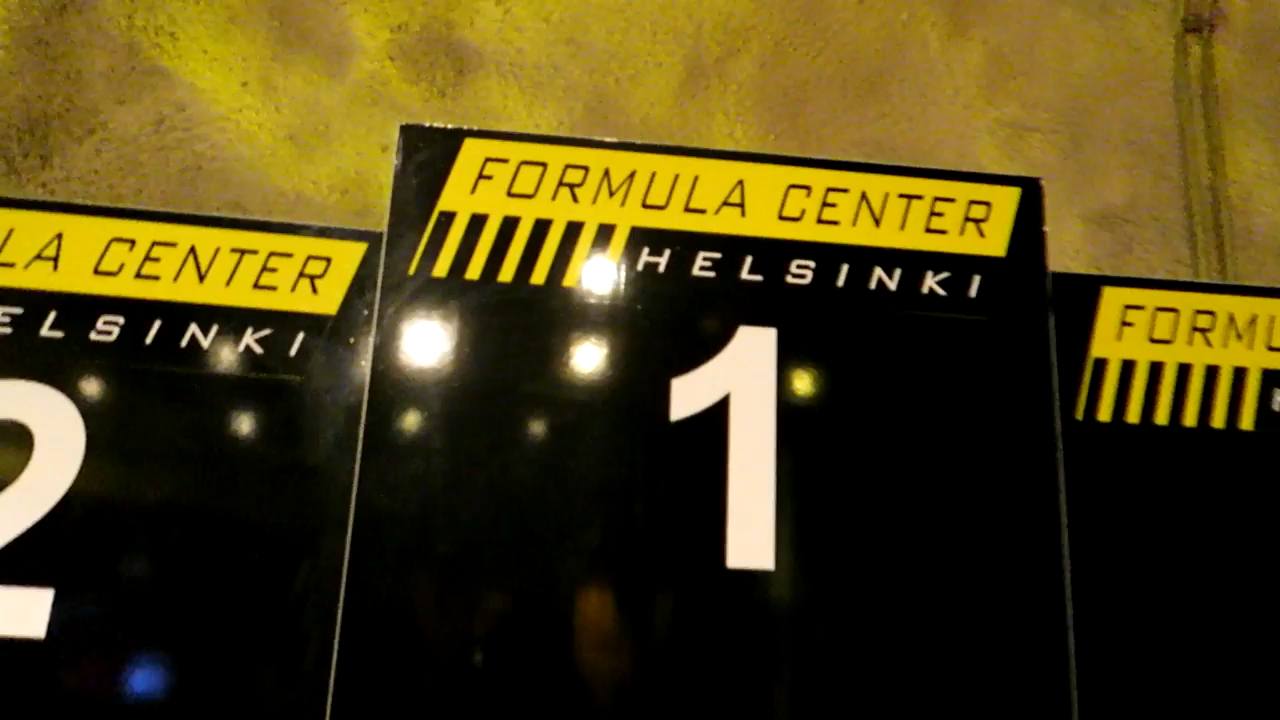 LA CENTER
ELSINKI
2
FORMULA CENTER
HELSINKI
1
FORMU